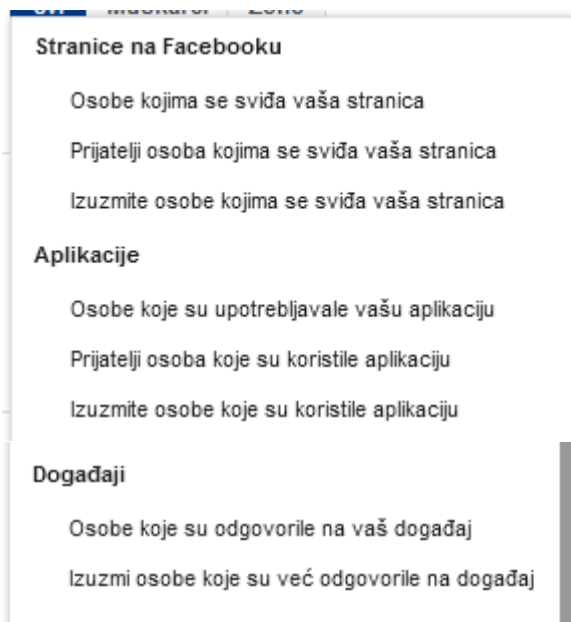 Stranice na Facebooku
Osobe kojima se sviđa vaša stranica
Prijatelji osoba kojima se sviđa vaša stranica
Izuzmite osobe kojima se sviđa vaša stranica
Aplikacije
Osobe koje su upotrebljavale vašu aplikaciju
Prijatelji osoba koje su koristile aplikaciju
Izuzmite osobe koje su koristile aplikaciju
Događaji
Osobe koje su odgovorile na vaš događaj
Izuzmi osobe koje su već odgovorile na događaj